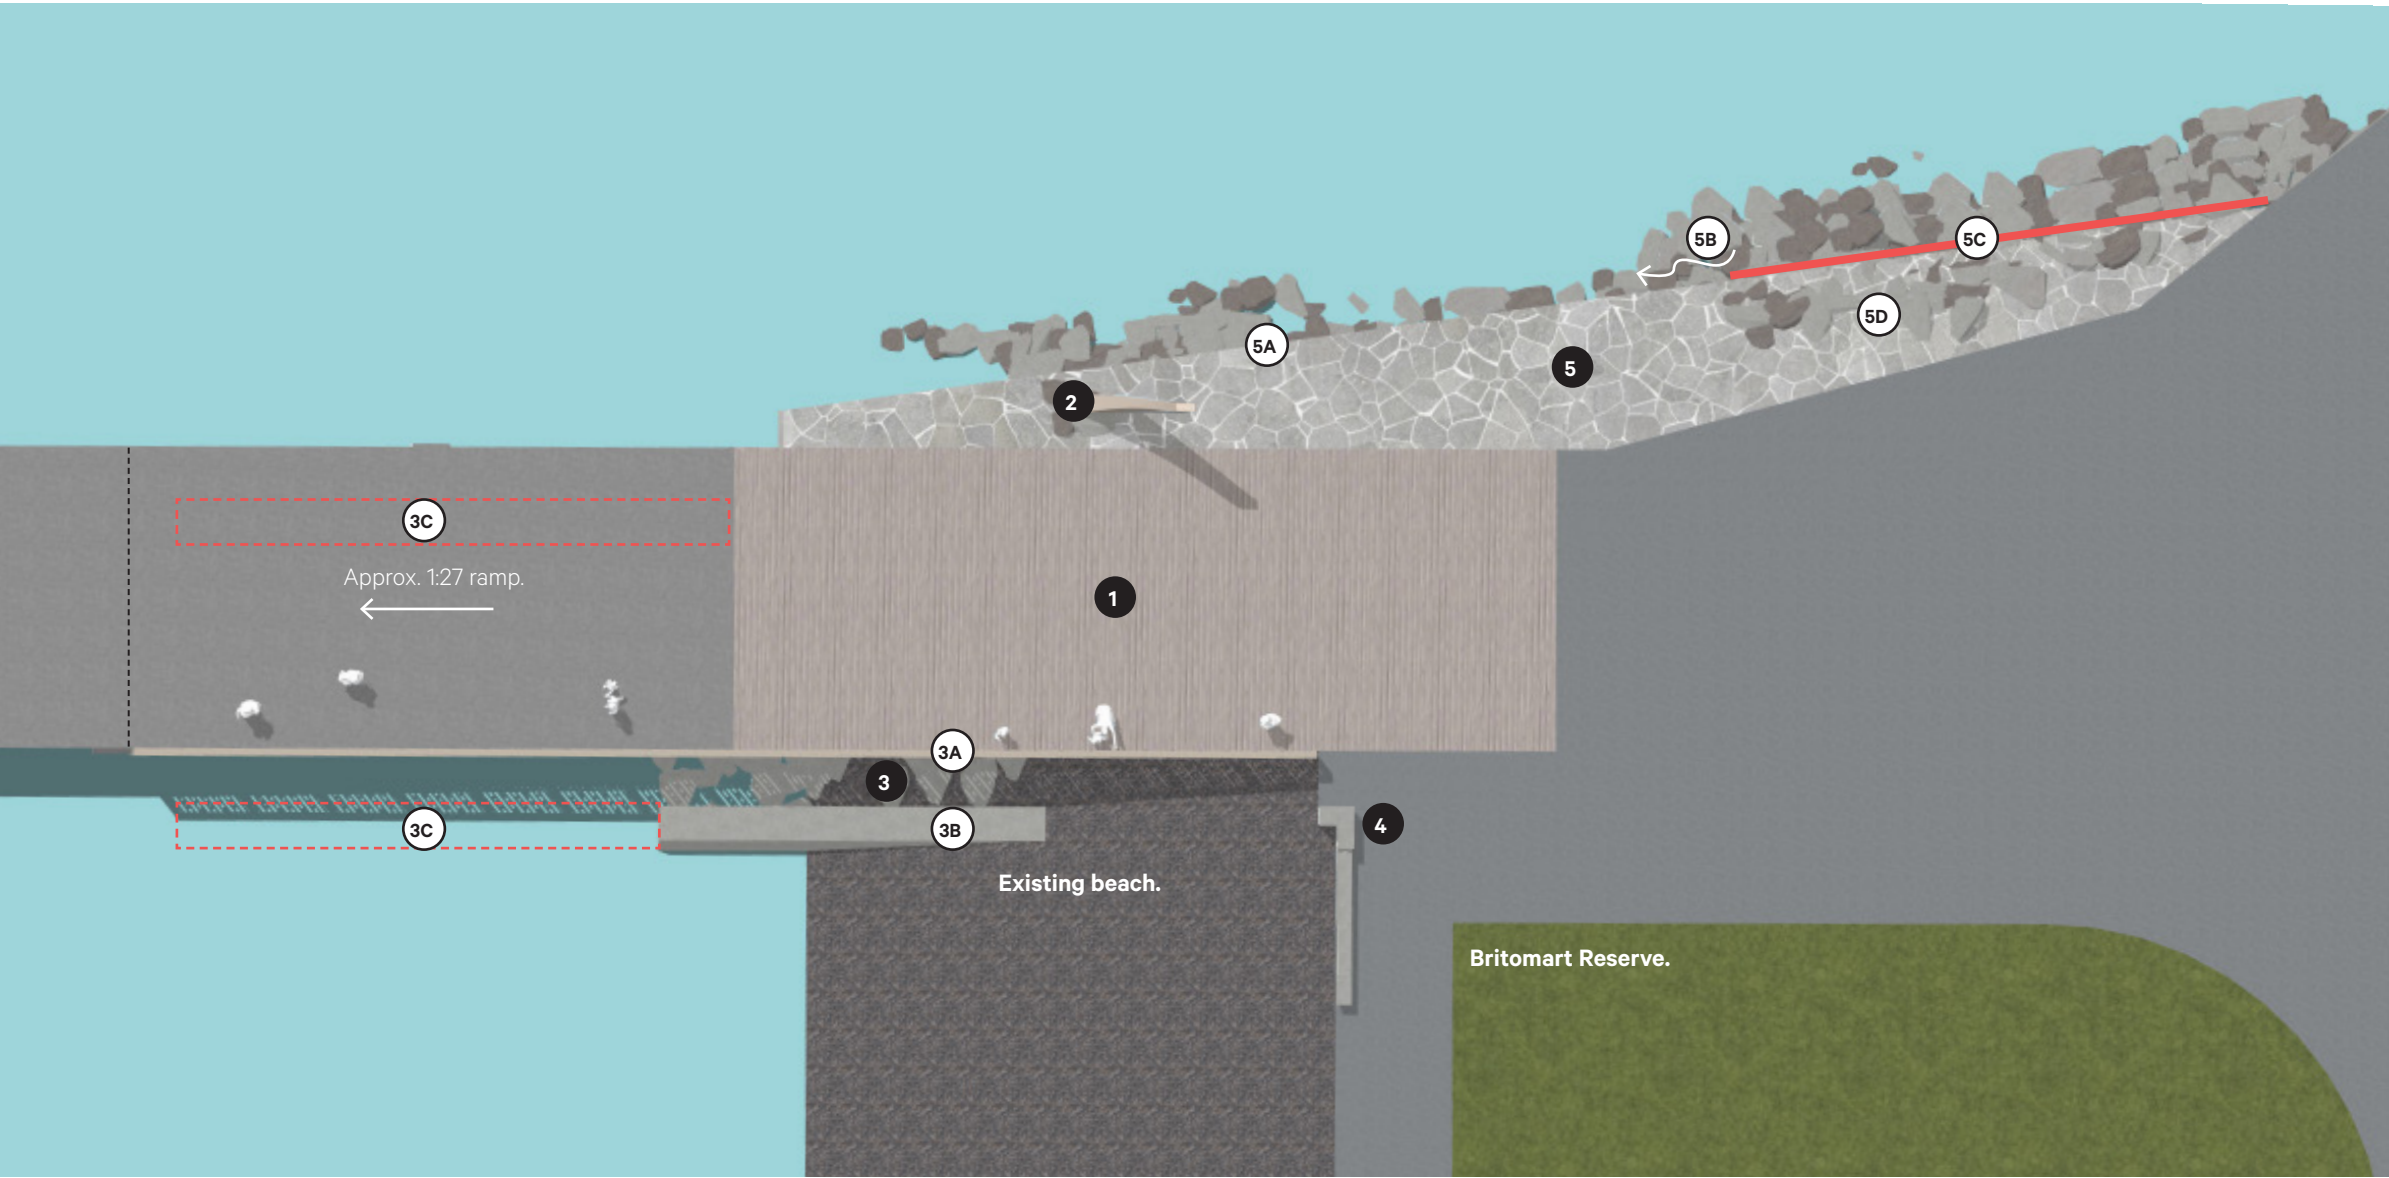 5B
5C
5D
5A
5
2
3C
Approx. 1:27 ramp.
1
3A
3
3C
3B
4
Existing beach.
Britomart Reserve.